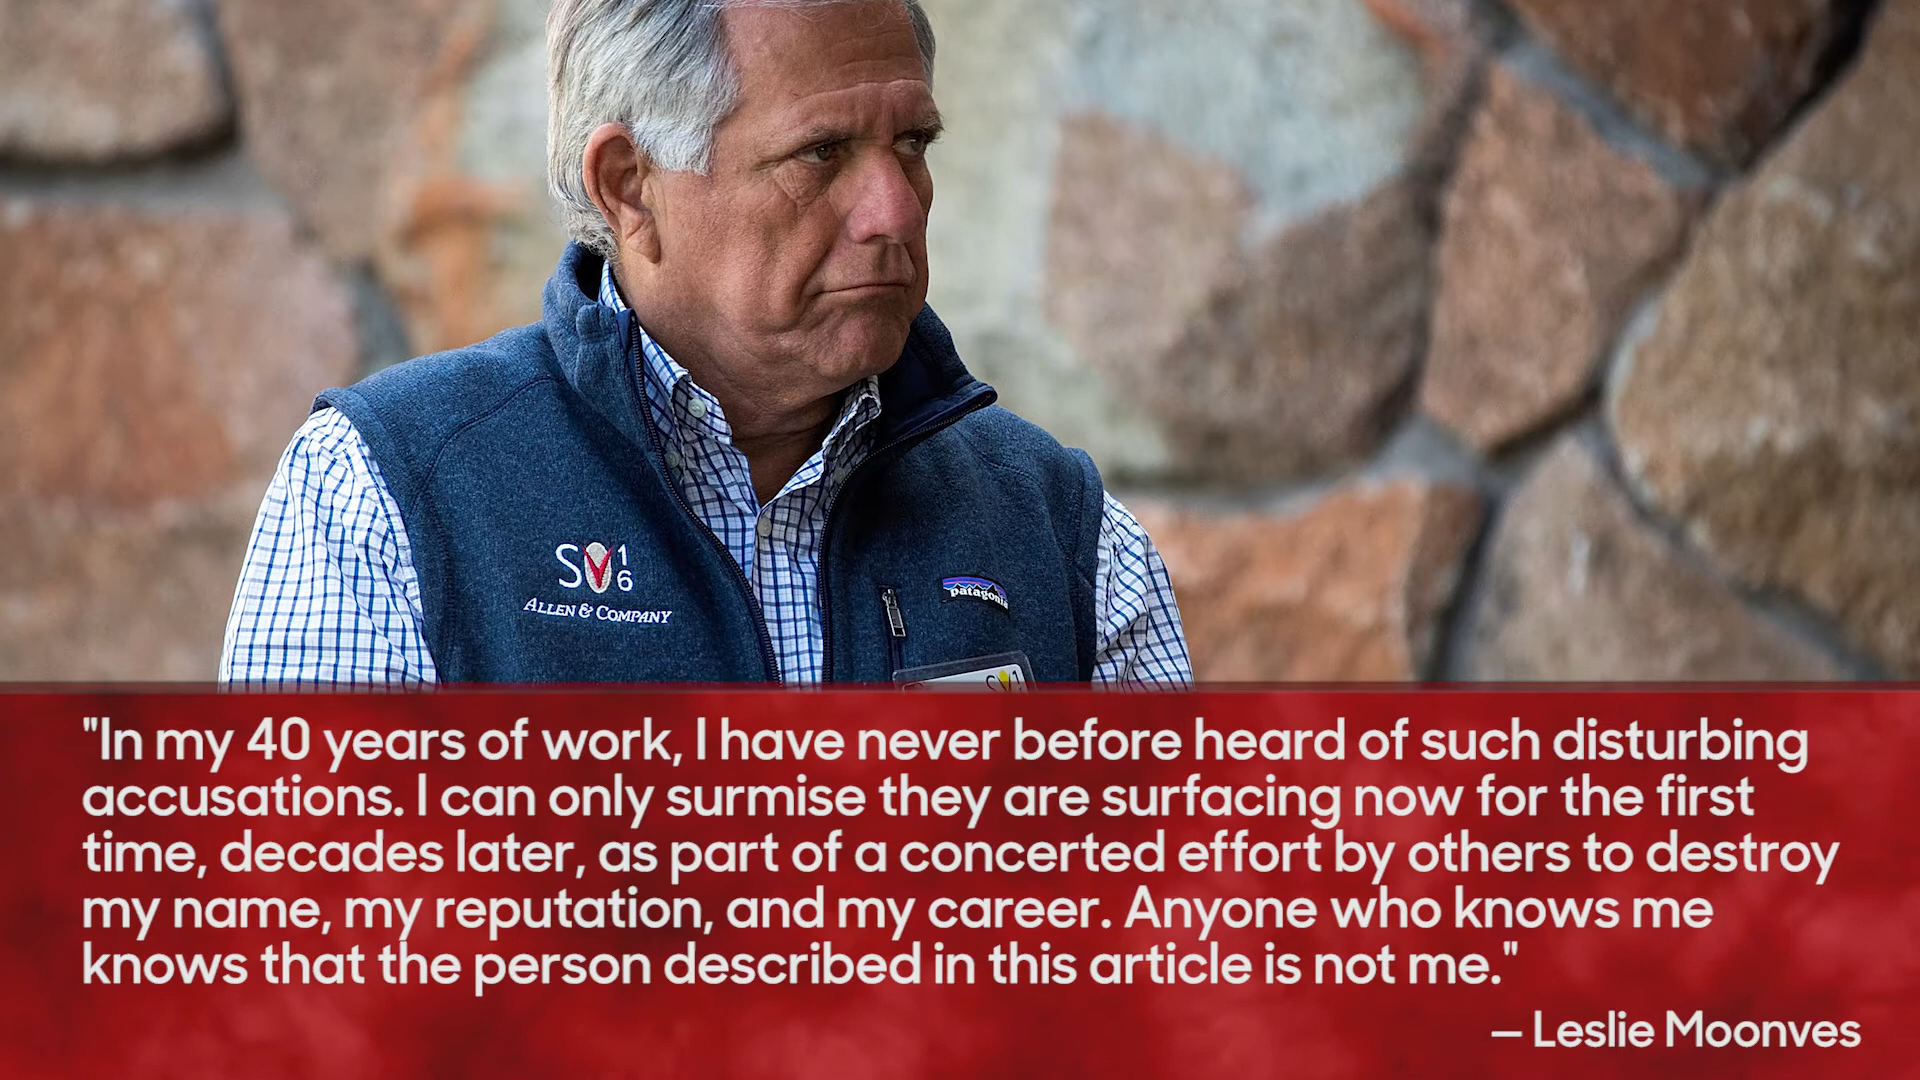 SV16
ALLEN & COMPANY
patagonia
"In my 40 years of work, I have never before heard of such disturbing
accusations. I can only surmise they are surfacing now for the first
time, decades later, as part of a concerted effort by others to destroy
my name, my reputation, and my career. Anyone who knows me
knows that the person described in this article is not me."
— Leslie Moonves